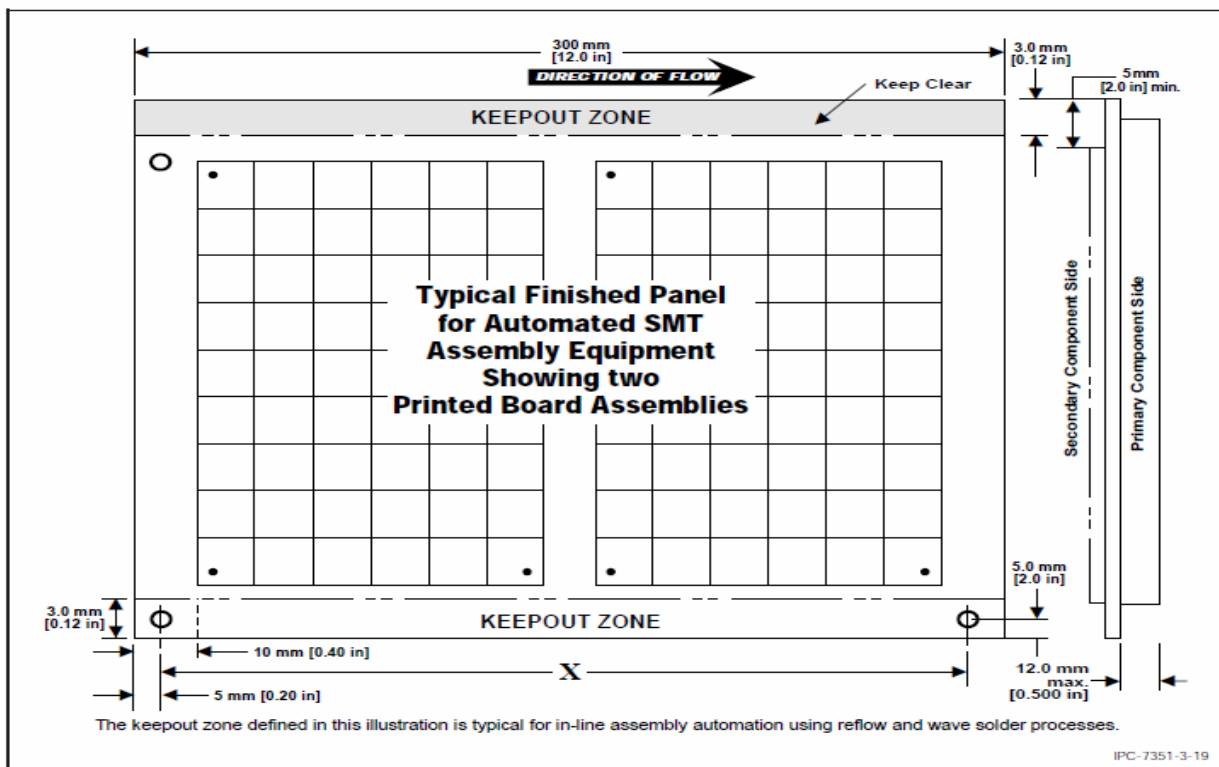 300 mm
[12.0 in]
DIRECTION OF FLOW
3.0 mm
[0.12 in]
5mm
[2.0 in] min.
Keep Clear
KEEPOUT ZONE
Typical Finished Panel
for Automated SMT
Assembly Equipment
Showing two
Printed Board Assemblies
Secondary Component Side
Primary Component Side
5.0 mm
[2.0 in]
3.0 mm
[0.12 in]
KEEPOUT ZONE
10 mm [0.40 in]
X
12.0 mm
max.
[0.500 in]
5 mm [0.20 in]
The keepout zone defined in this illustration is typical for in-line assembly automation using reflow and wave solder processes.
IPC-7351-3-19